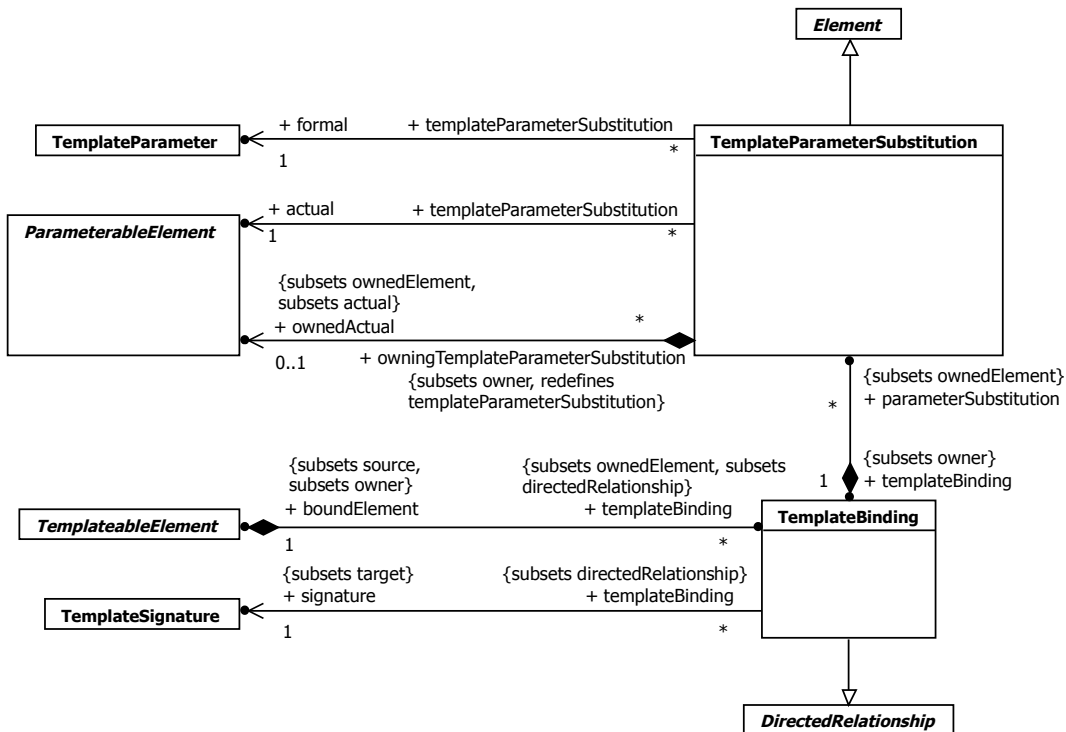 Element
+ formal
+ templateParameterSubstitution
TemplateParameter
TemplateParameterSubstitution
1
*
+ actual
+ templateParameterSubstitution
ParameterableElement
1
*
{subsets ownedElement,
subsets actual}
+ ownedActual
*
0..1
+ owningTemplateParameterSubstitution
{subsets owner, redefines
templateParameterSubstitution}
{subsets ownedElement}
+ parameterSubstitution
*
{subsets owner}
+ templateBinding
1
{subsets source,
subsets owner}
+ boundElement
{subsets ownedElement, subsets
directedRelationship}
+ templateBinding
TemplateableElement
TemplateBinding
1
*
{subsets target}
+ signature
{subsets directedRelationship}
+ templateBinding
TemplateSignature
1
*
DirectedRelationship